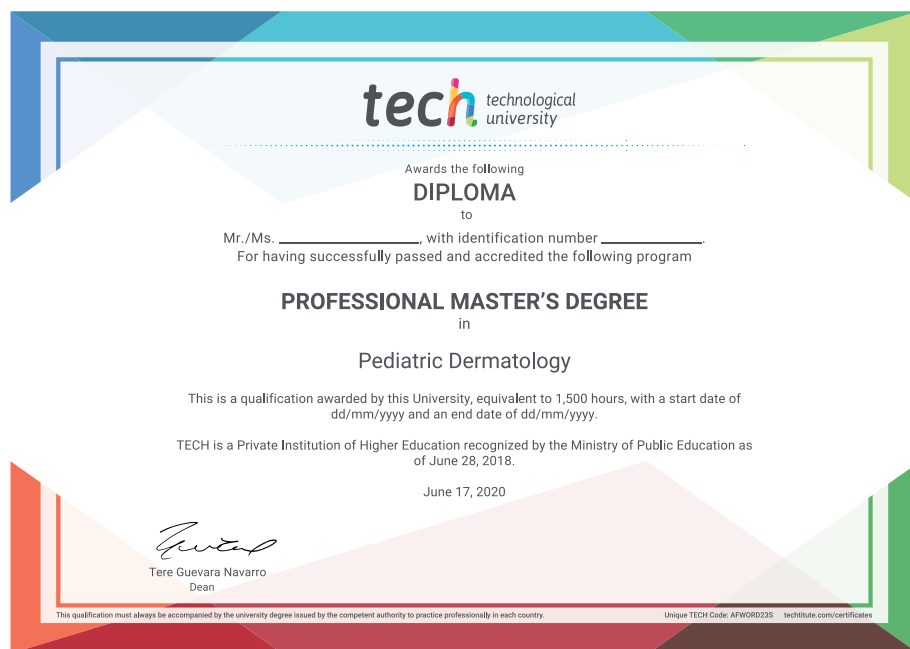 tech technological
university
Awards the following
DIPLOMA
to
Mr./Ms. ______________, with identification number __________.
For having successfully passed and accredited the following program
PROFESSIONAL MASTER'S DEGREE
in
Pediatric Dermatology
This is a qualification awarded by this University, equivalent to 1,500 hours, with a start date of
dd/mm/yyyy and an end date of dd/mm/yyyy.
TECH is a Private Institution of Higher Education recognized by the Ministry of Public Education as
of June 28, 2018.
June 17, 2020
Tere Guevara Navarro
Dean
This qualification must always be accompanied by the university degree issued by the competent authority to practice professionally in each country. Unique TECH Code: AFWORD23S techtitute.com/certificates